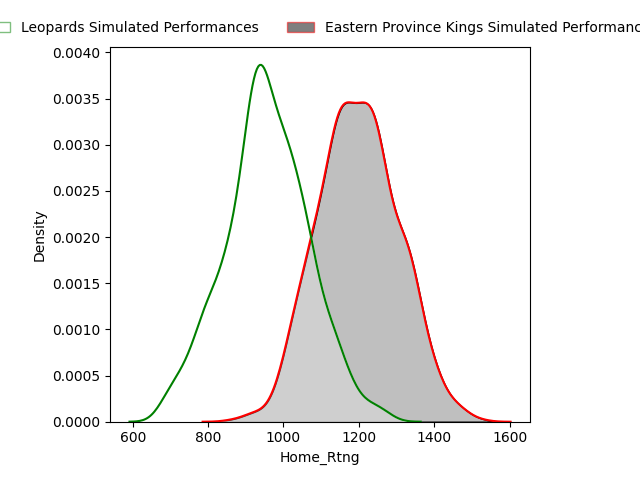 Leopards Simulated Performances
Eastern Province Kings Simulated
0.0040
0.0035
0.0030
0.0025
0.0020
0.0015
0.0010
0.0005
0.0000
Density
600 800 1000 1200 1400 1600
Home_Rtng